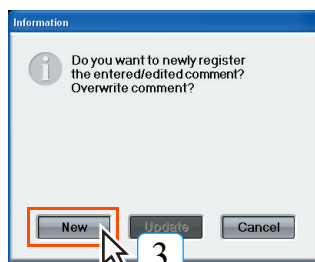 Information
Do you want to newly register
the entered/edited comment?
Overwrite comment?
New
Update
Cancel
3